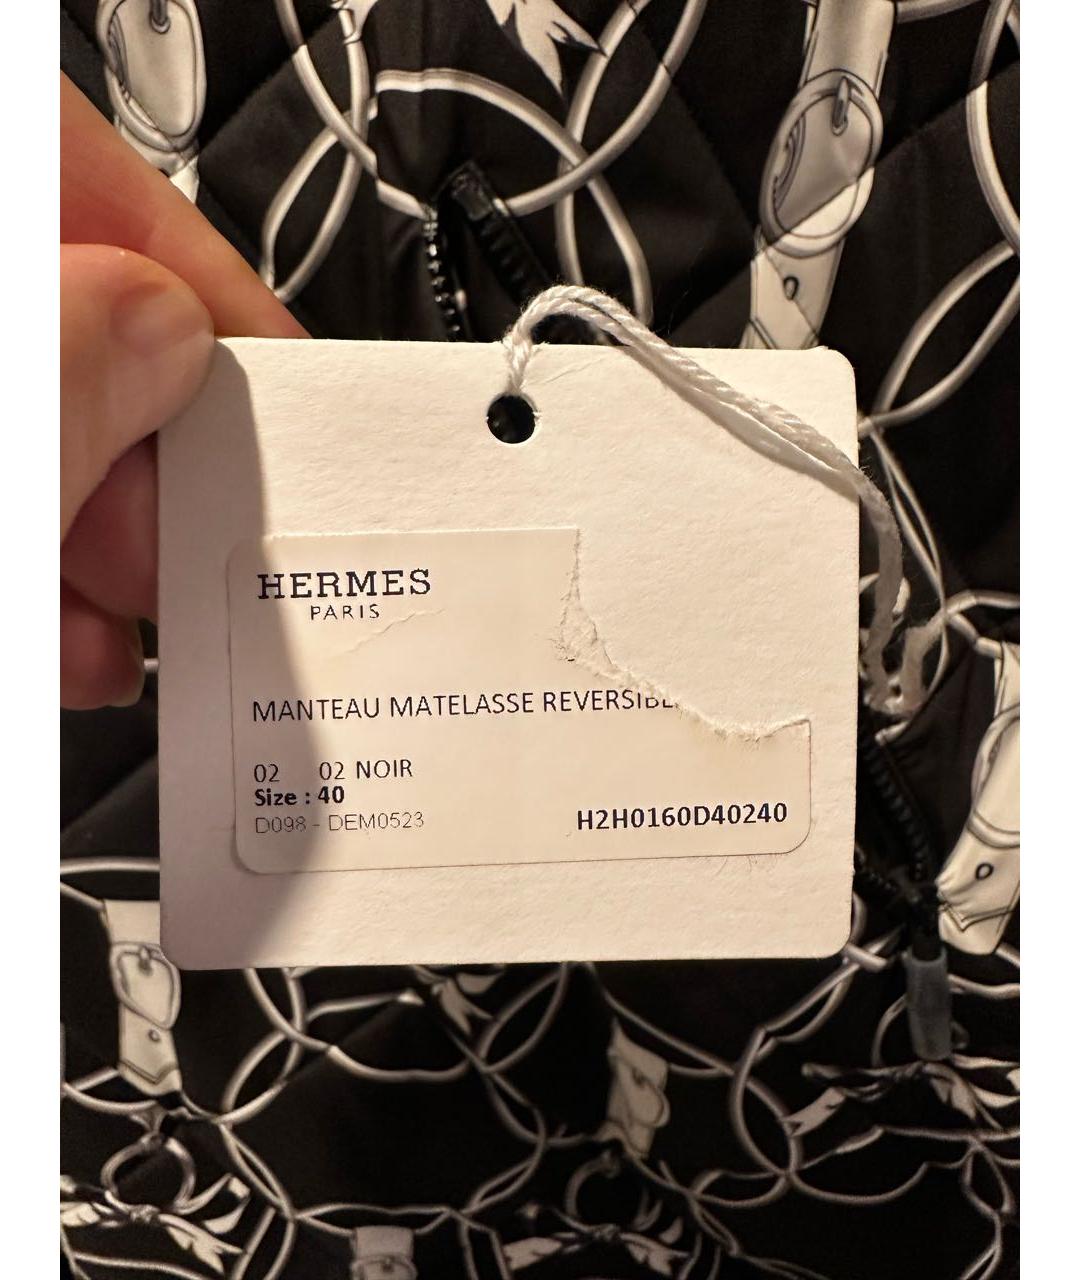 HERMES
PARIS
MANTEAU MATELASSE REVERSIBL
02 02 NOIR
Size : 40
D098 - DEM0523
H2H0160D40240